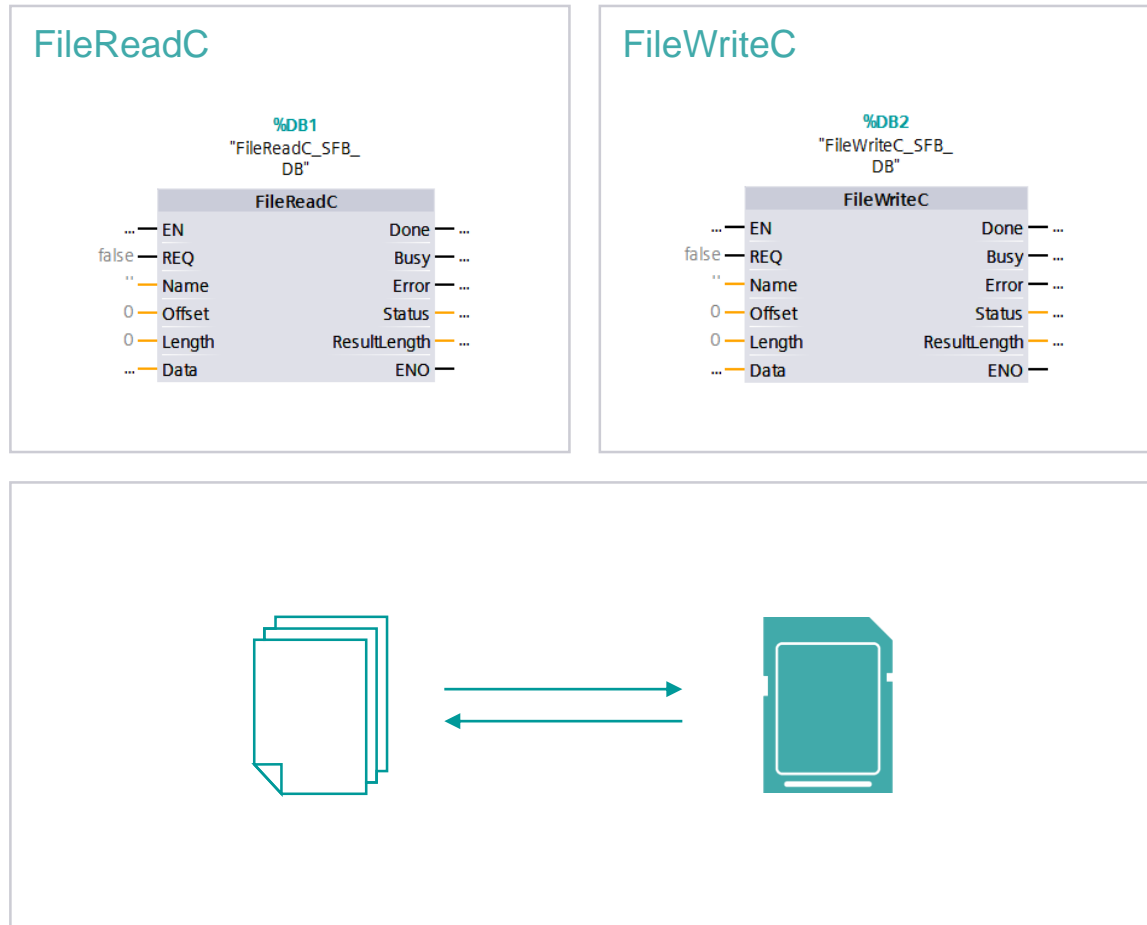 FileReadC
%DB1
"FileReadC_SFB_
DB"
FileReadC
... EN Done ...
false REQ Busy ...
'' Name Error ...
0 Offset Status ...
0 Length ResultLength ...
... Data ENO
FileWriteC
%DB2
"FileWriteC_SFB_
DB"
FileWriteC
... EN Done ...
false REQ Busy ...
'' Name Error ...
0 Offset Status ...
0 Length ResultLength ...
... Data ENO